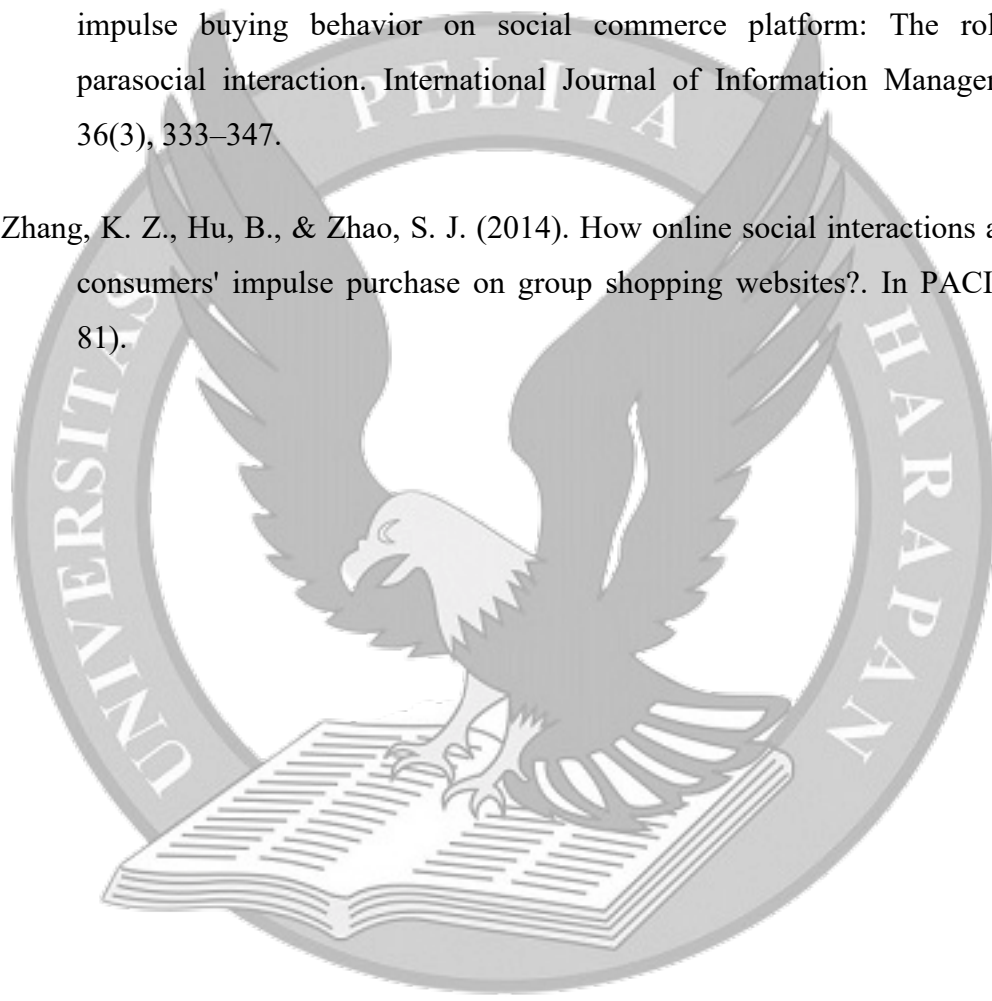 impulse buying behavior on social commerce platform: The rol
parasocial interaction. International Journal of Information Manager
36(3), 333–347.
Zhang, K. Z., Hu, B., & Zhao, S. J. (2014). How online social interactions a
consumers' impulse purchase on group shopping websites?. In PACI
81).
UNIVERSITAS PELITA HARAPAN